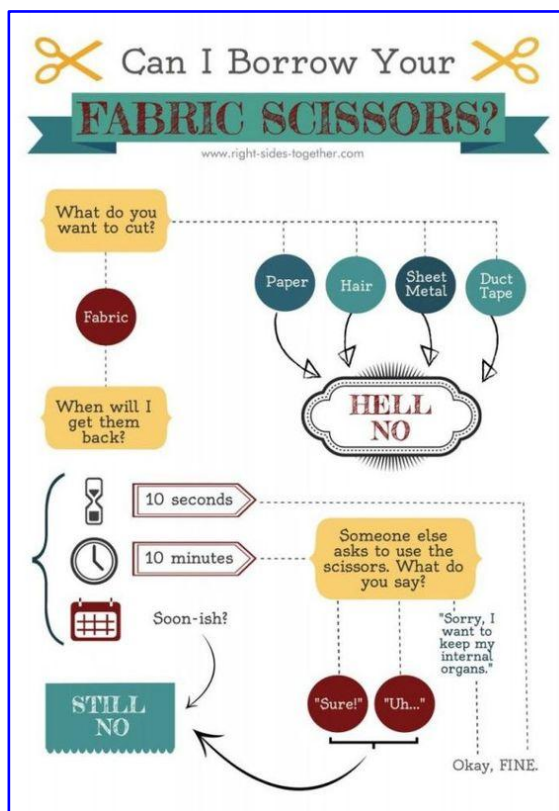 Can I Borrow Your
FABRIC SCISSORS?
www.right-sides-together.com
What do you
want to cut?
Paper
Hair
Sheet
Metal
Duct
Tape
Fabric
HELL
NO
When will I
get them
back?
10 seconds
10 minutes
Someone else
asks to use the
scissors. What do
you say?
Soon-ish?
"Sorry, I
want to
keep my
internal
organs."
"Sure!"
"Uh..."
STILL
NO
Okay, FINE.